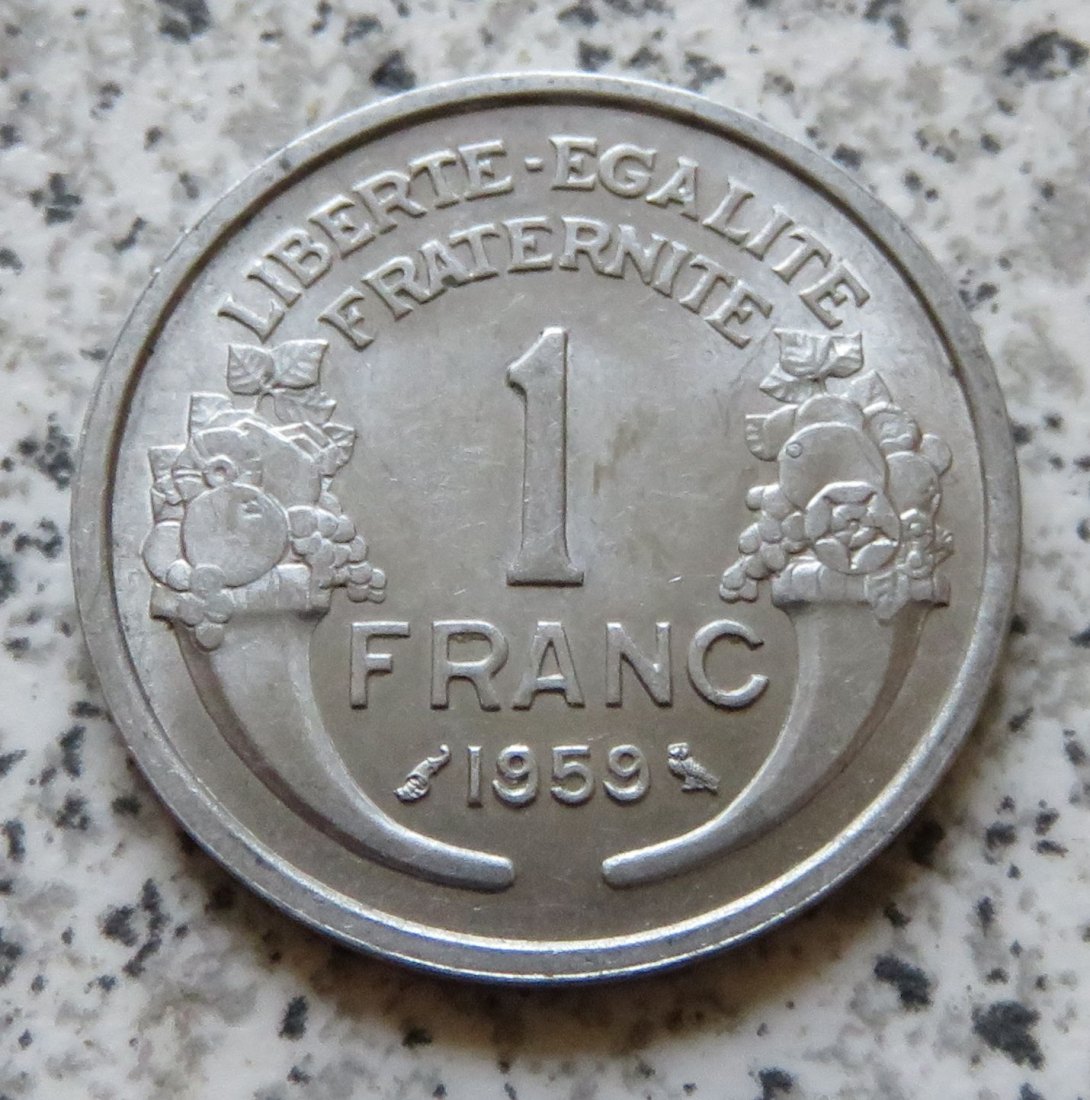 LIBERTE·EGALITE
FRATERNITE
1
FRANC
1959